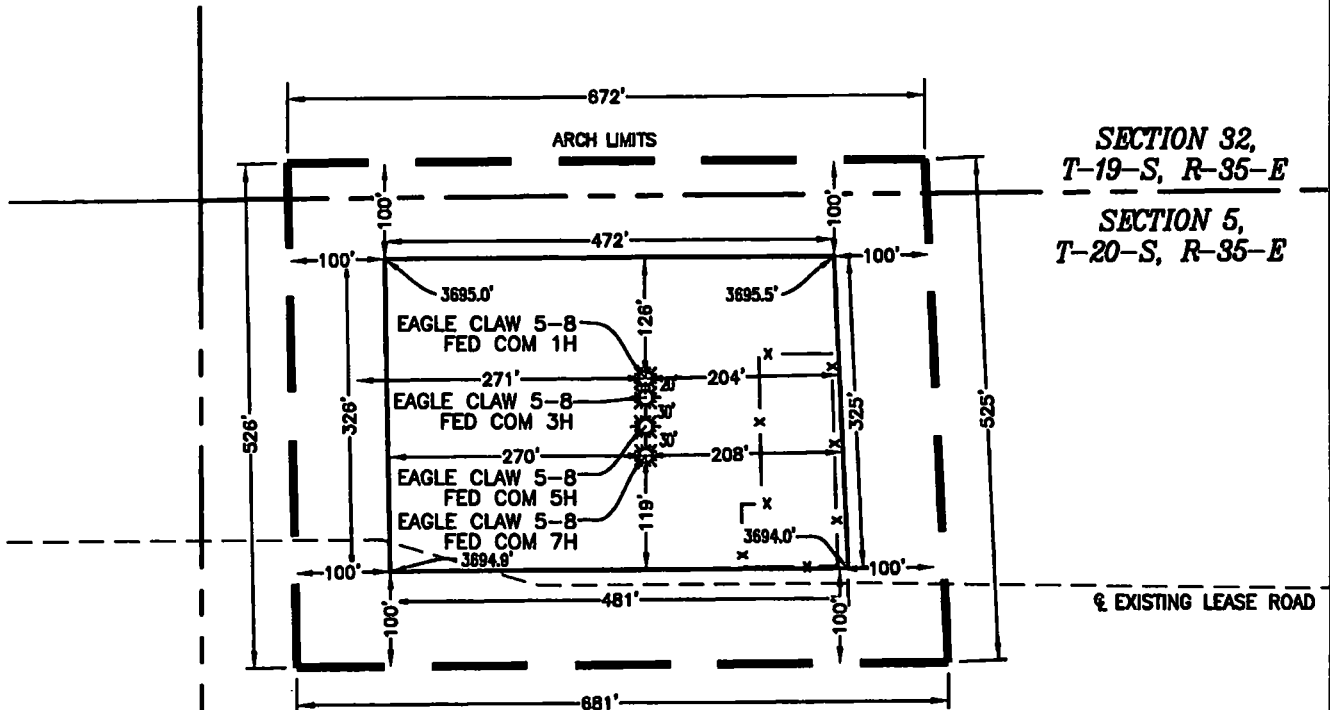 672'
ARCH LIMITS
SECTION 32,
T-19-S, R-35-E
SECTION 5,
T-20-S, R-35-E
100'
100'
472'
100'
100'
3695.0'
3695.5'
126'
EAGLE CLAW 5-8
FED COM 1H
271'
204'
20'
EAGLE CLAW 5-8
FED COM 3H
30'
526'
326'
325'
525'
30'
270'
208'
EAGLE CLAW 5-8
FED COM 5H
119'
EAGLE CLAW 5-8
FED COM 7H
3694.9'
3694.0'
100'
100'
481'
℄ EXISTING LEASE ROAD
100'
100'
681'